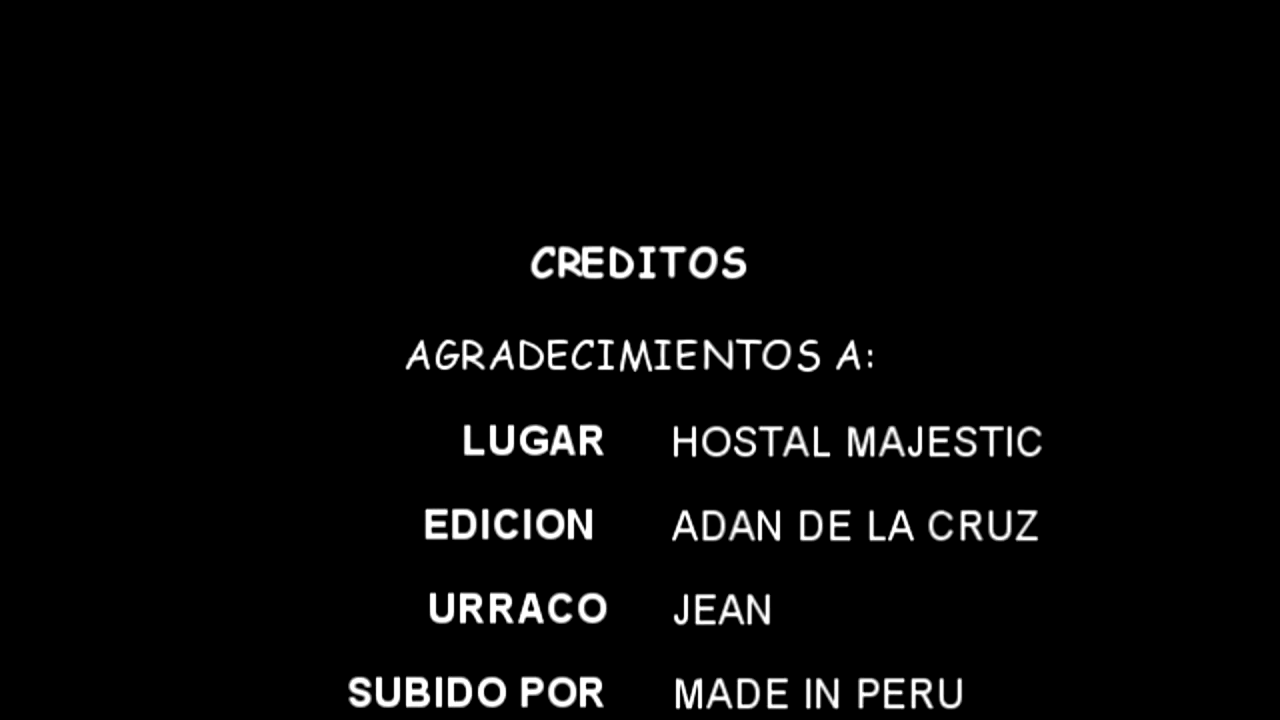 CREDITOS
AGRADECIMIENTOS A:
LUGAR HOSTAL MAJESTIC
EDICION ADAN DE LA CRUZ
URRACO JEAN
SUBIDO POR MADE IN PERU